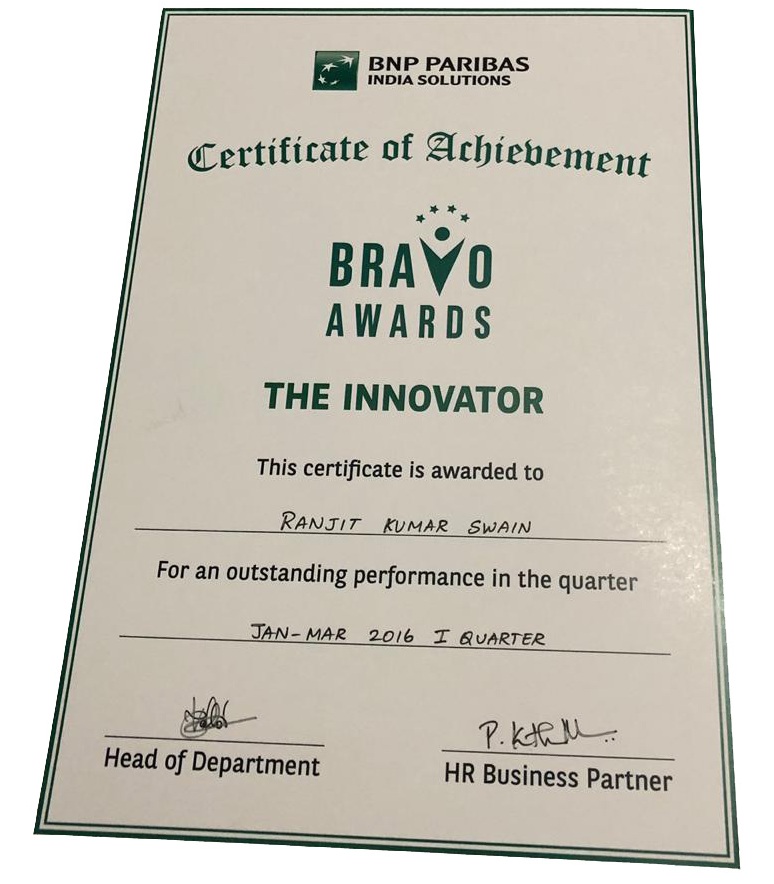 BNP PARIBAS
INDIA SOLUTIONS
Certificate of Achievement
BRAVO
AWARDS
THE INNOVATOR
This certificate is awarded to
RANJIT KUMAR SWAIN
For an outstanding performance in the quarter
JAN-MAR 2016 I QUARTER
Head of Department
HR Business Partner